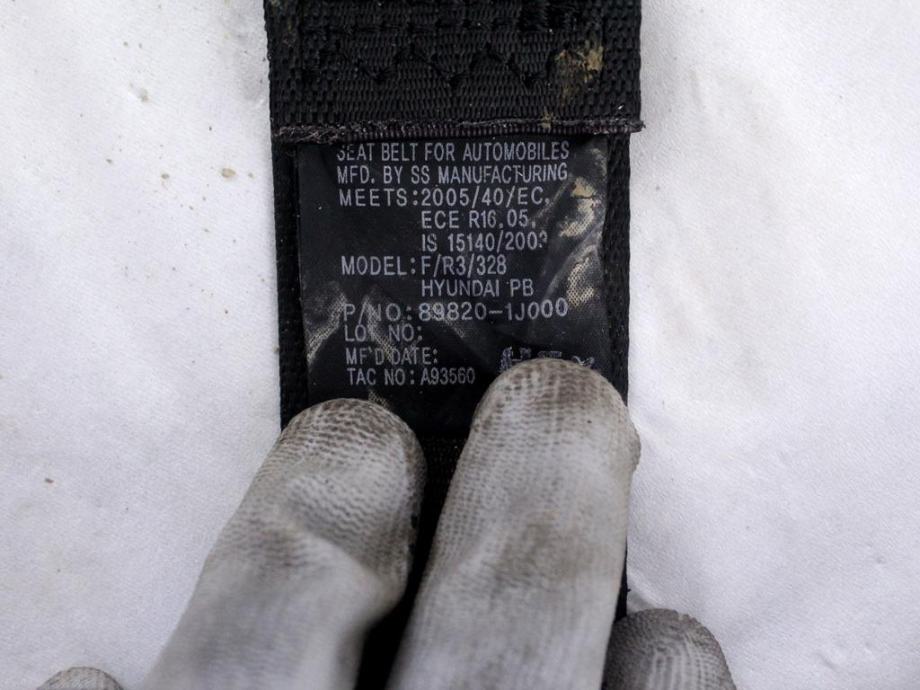 SEAT BELT FOR AUTOMOBILES
MFD. BY SS MANUFACTURING
MEETS:2005/40/EC,
ECE R16.05,
IS 15140/2003
MODEL:F/R3/328
HYUNDAI PB
P/NO:89820-1J000
LOT NO:
MF'D DATE:
TAC NO:A93560